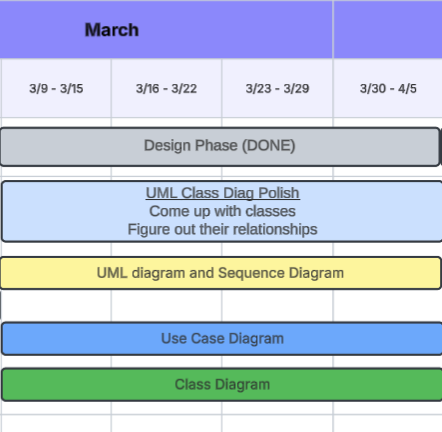 March
3/9 - 3/15
3/16 - 3/22
3/23 - 3/29
3/30 - 4/5
Design Phase (DONE)
UML Class Diag Polish
Come up with classes
Figure out their relationships
UML diagram and Sequence Diagram
Use Case Diagram
Class Diagram